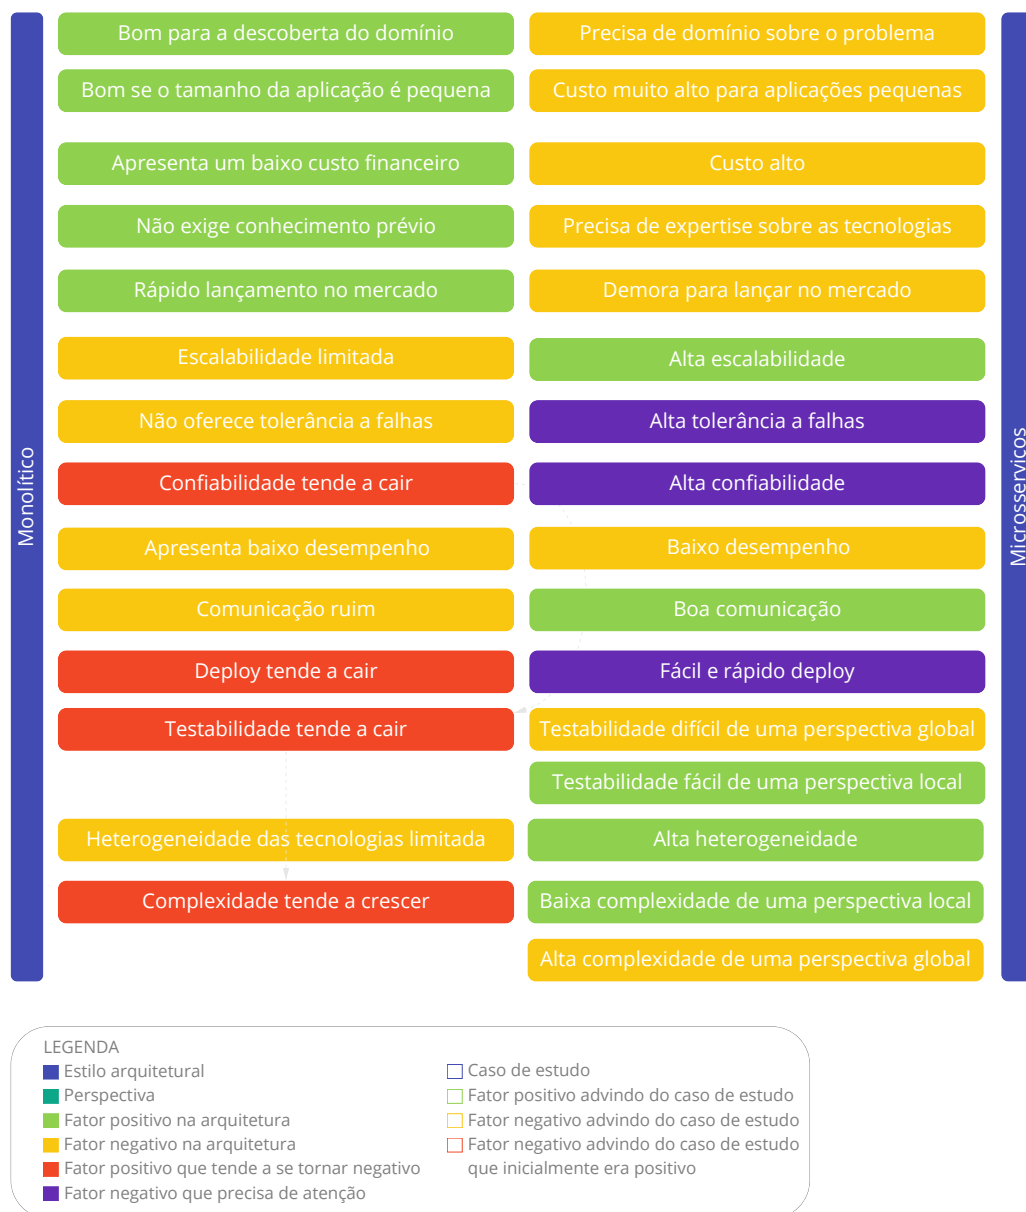 Monolítico
Bom para a descoberta do domínio
Precisa de domínio sobre o problema
Bom se o tamanho da aplicação é pequena
Custo muito alto para aplicações pequenas
Apresenta um baixo custo financeiro
Custo alto
Não exige conhecimento prévio
Precisa de expertise sobre as tecnologias
Rápido lançamento no mercado
Demora para lançar no mercado
Escalabilidade limitada
Alta escalabilidade
Não oferece tolerância a falhas
Alta tolerância a falhas
Confiabilidade tende a cair
Alta confiabilidade
Apresenta baixo desempenho
Baixo desempenho
Comunicação ruim
Boa comunicação
Deploy tende a cair
Fácil e rápido deploy
Testabilidade tende a cair
Testabilidade difícil de uma perspectiva global
Testabilidade fácil de uma perspectiva local
Heterogeneidade das tecnologias limitada
Alta heterogeneidade
Complexidade tende a crescer
Baixa complexidade de uma perspectiva local
Alta complexidade de uma perspectiva global
Microsservicos
LEGENDA
Estilo arquitetural
Perspectiva
Fator positivo na arquitetura
Fator negativo na arquitetura
Fator positivo que tende a se tornar negativo
Fator negativo que precisa de atenção
Caso de estudo
Fator positivo advindo do caso de estudo
Fator negativo advindo do caso de estudo
Fator negativo advindo do caso de estudo
que inicialmente era positivo